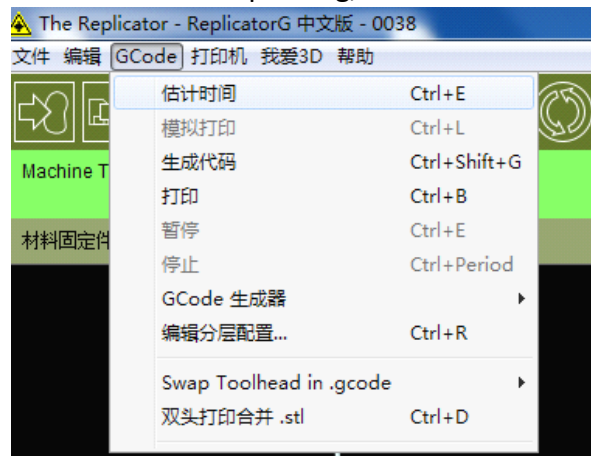 The Replicator - ReplicatorG 中文版 - 0038
文件 编辑 GCode 打印机 我爱3D 帮助
估计时间 Ctrl+E
模拟打印 Ctrl+L
Machine T
生成代码 Ctrl+Shift+G
打印 Ctrl+B
材料固定件
暂停 Ctrl+E
停止 Ctrl+Period
GCode 生成器
编辑分层配置... Ctrl+R
Swap Toolhead in .gcode
双头打印合并 .stl Ctrl+D